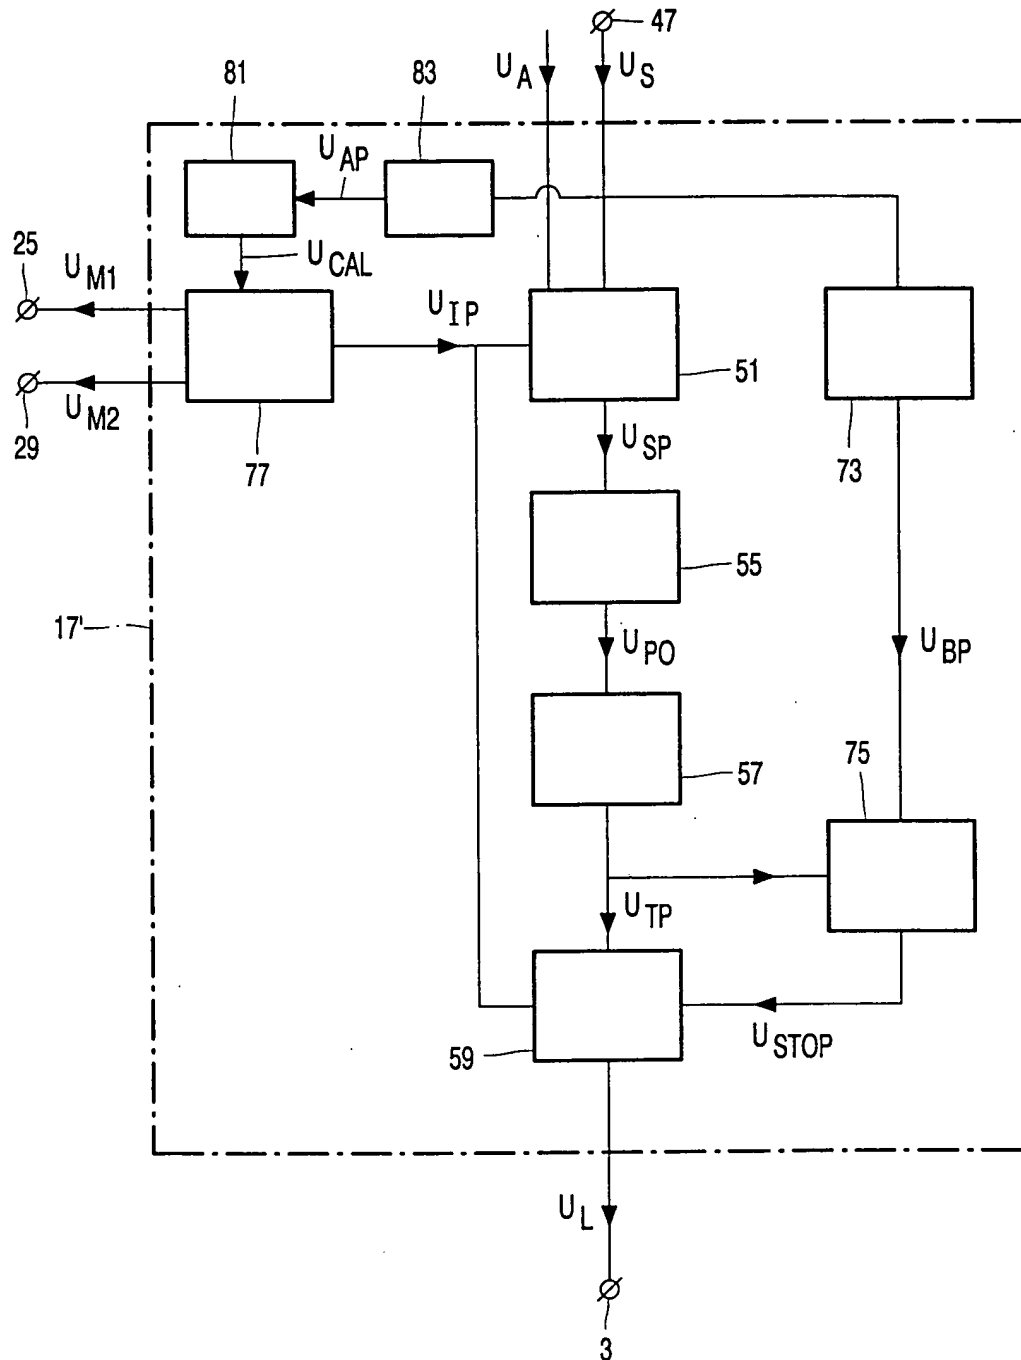 47
U_A
U_S
81
83
U_AP
U_CAL
25
U_M1
U_IP
51
U_M2
29
77
73
U_SP
55
17'
U_PO
U_BP
57
75
U_TP
59
U_STOP
U_L
3